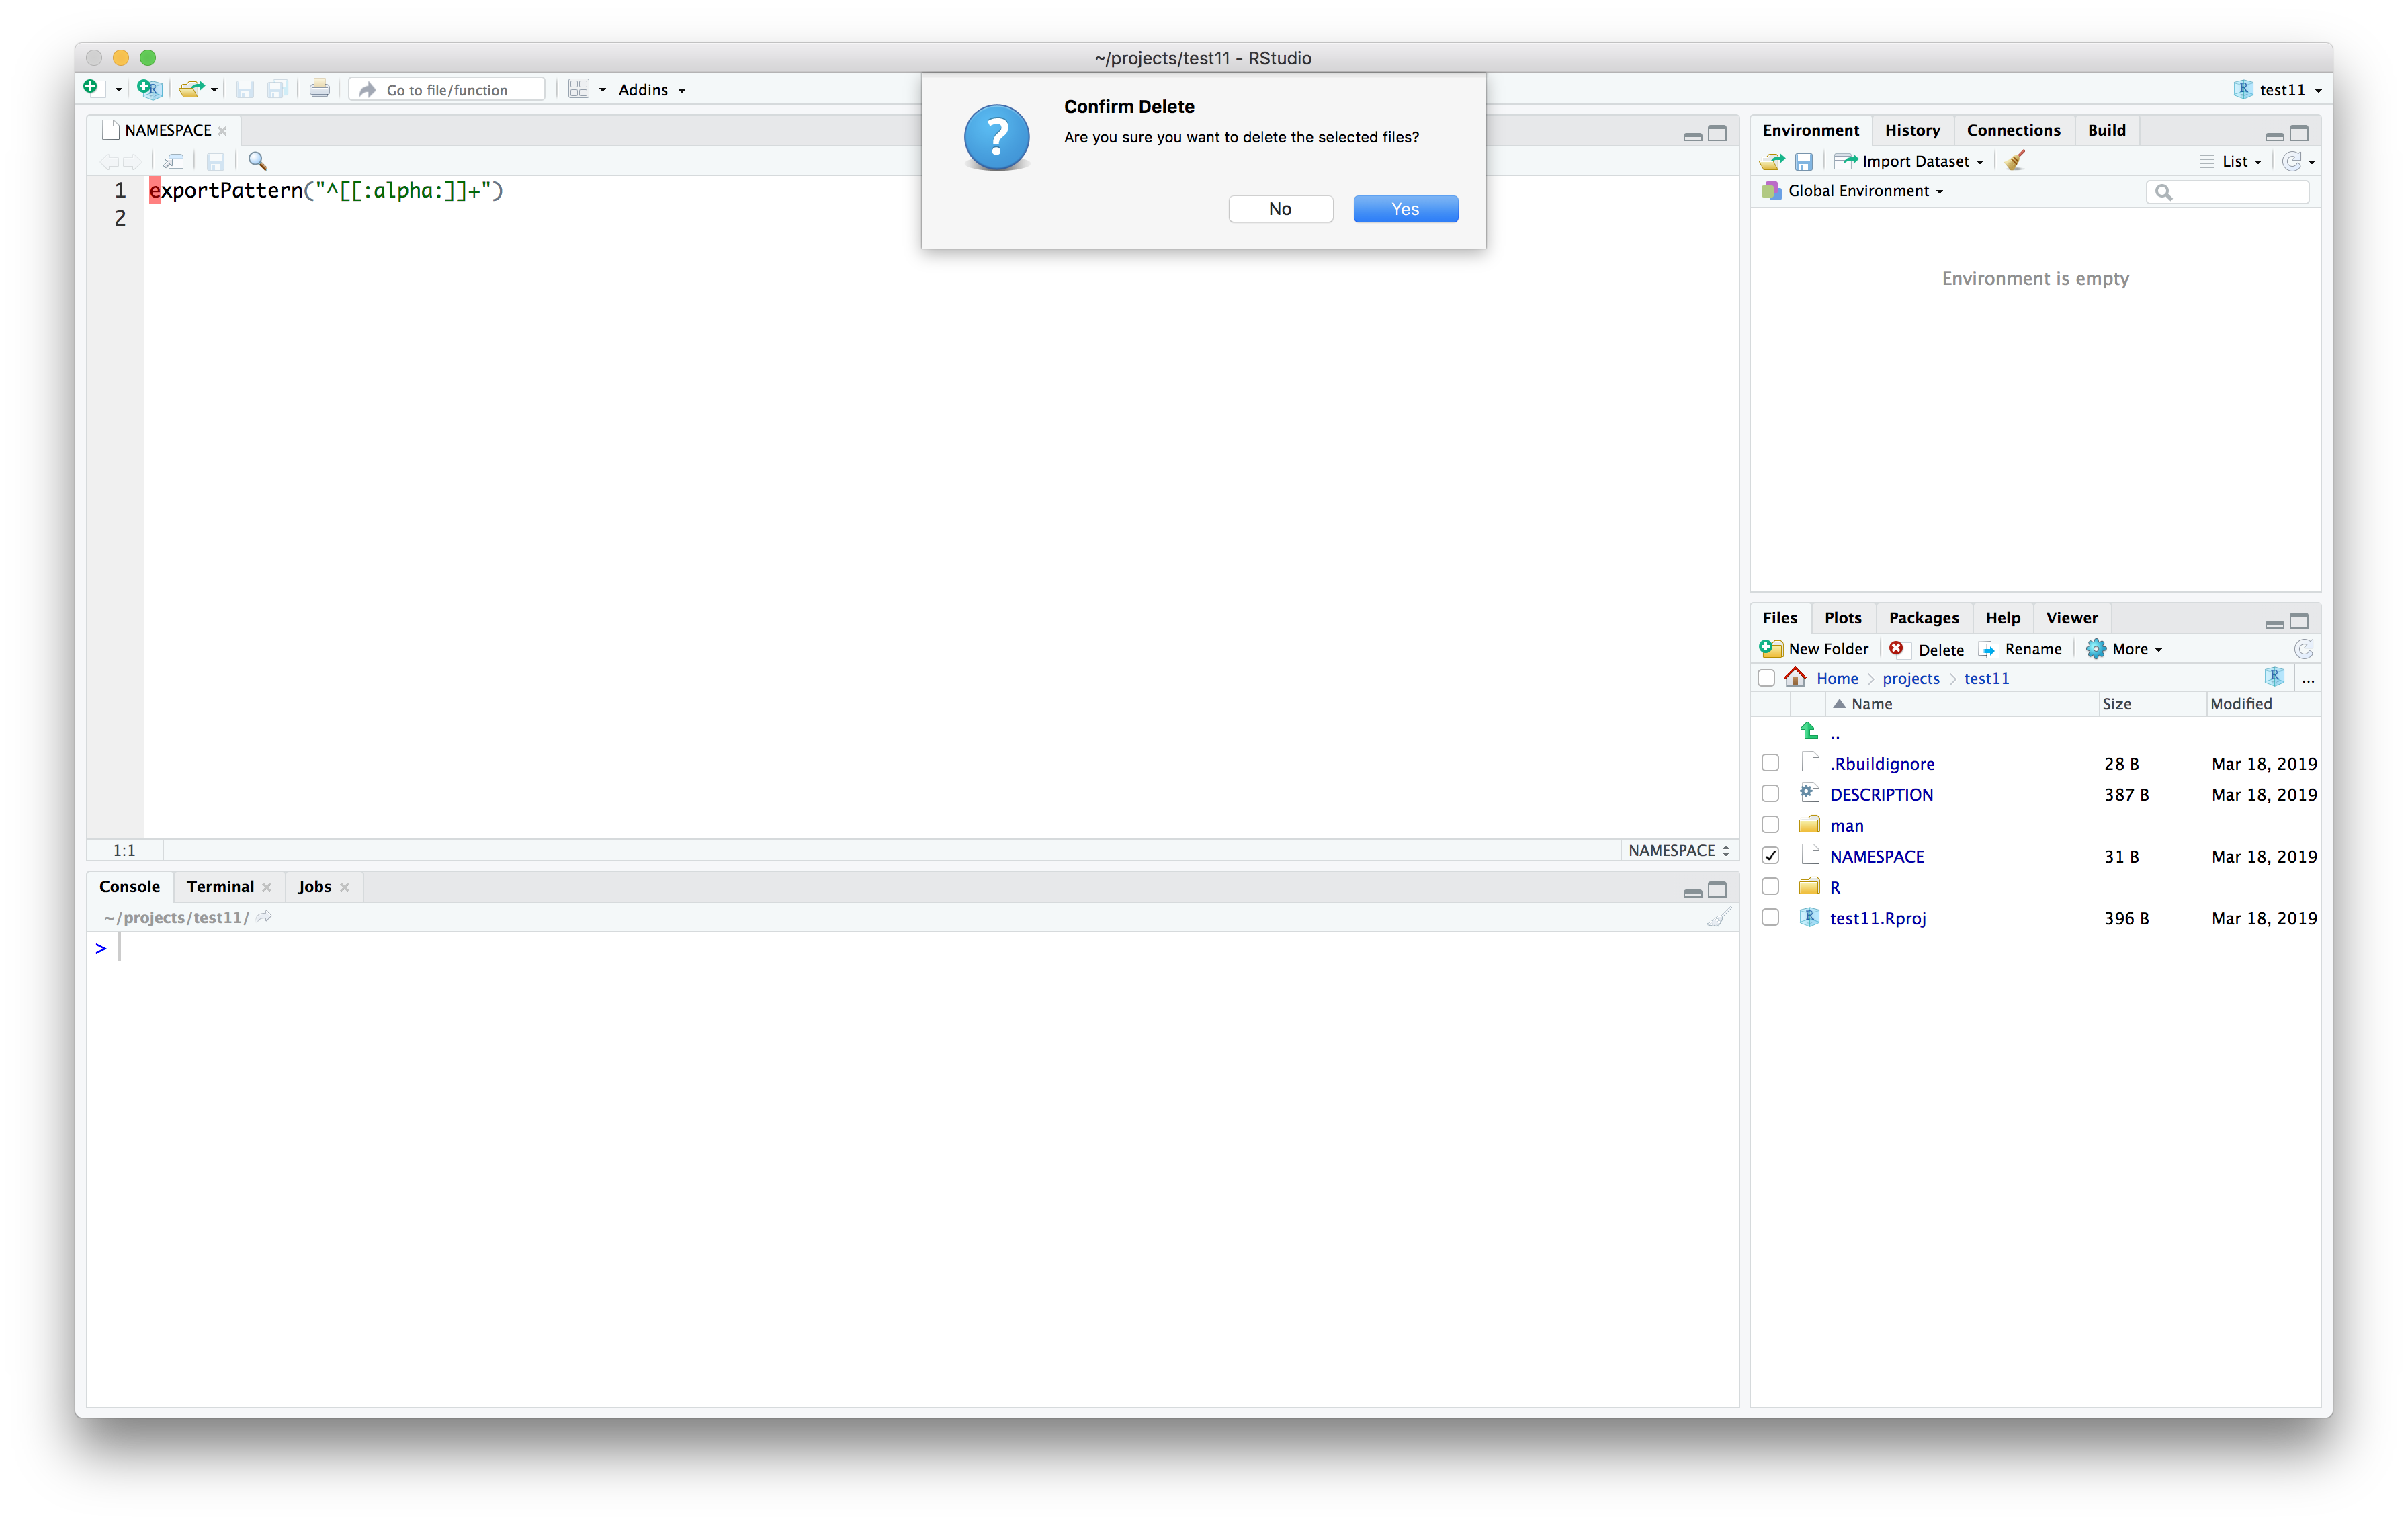 ~/projects/test11 - RStudio
Go to file/function
Addins
test11
Confirm Delete
Are you sure you want to delete the selected files?
No
Yes
NAMESPACE
1 exportPattern("^[[:alpha:]]+")
2
1:1
NAMESPACE
Console Terminal Jobs
~/projects/test11/
>
Environment History Connections Build
Import Dataset
List
Global Environment
Environment is empty
Files Plots Packages Help Viewer
New Folder Delete Rename More
Home projects test11 ...
Name Size Modified
..
.Rbuildignore 28 B Mar 18, 2019
DESCRIPTION 387 B Mar 18, 2019
man
NAMESPACE 31 B Mar 18, 2019
R
test11.Rproj 396 B Mar 18, 2019